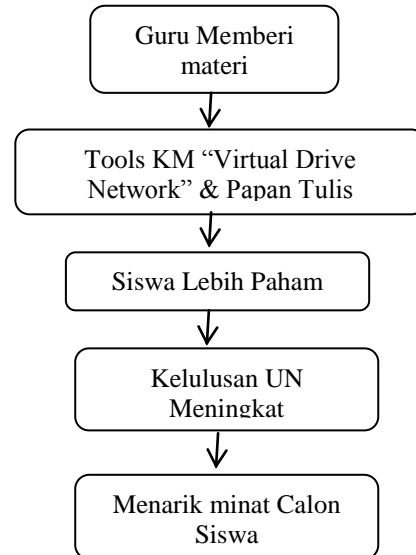 Guru Memberi
materi
Tools KM “Virtual Drive
Network” & Papan Tulis
Siswa Lebih Paham
Kelulusan UN
Meningkat
Menarik minat Calon
Siswa